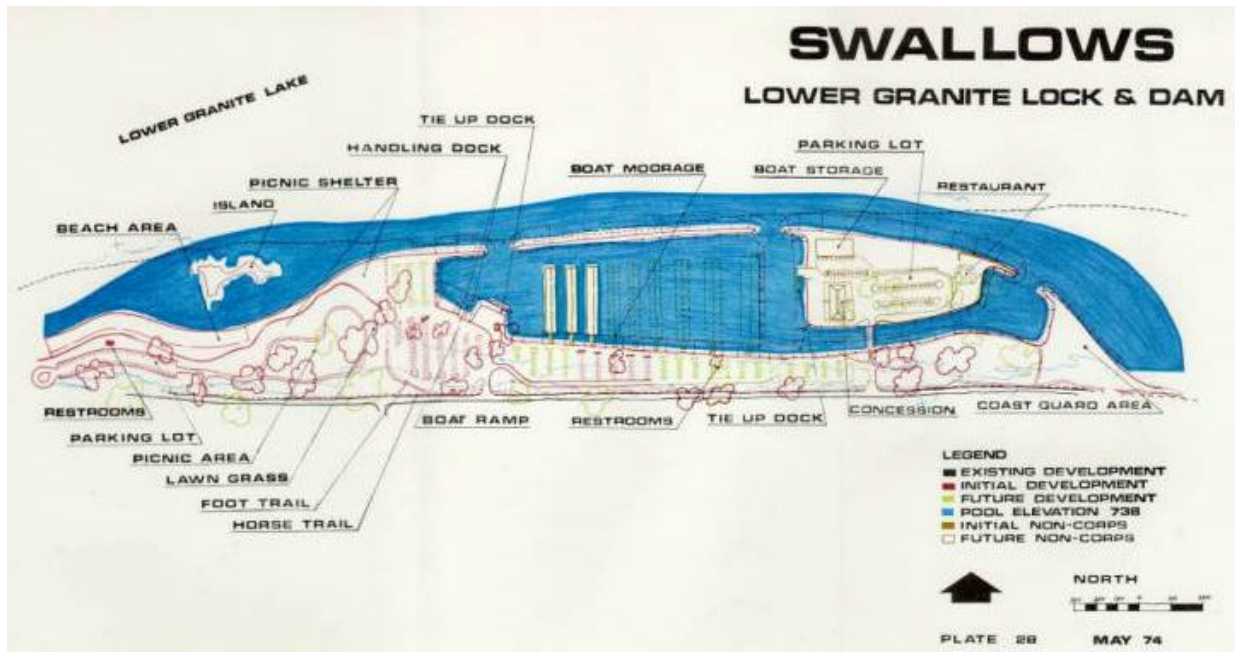 SWALLOWS
LOWER GRANITE LOCK & DAM
LOWER GRANITE LAKE
TIE UP DOCK
HANDLING DOCK
PICNIC SHELTER
ISLAND
BEACH AREA
BOAT MOORAGE
PARKING LOT
BOAT STORAGE
RESTAURANT
RESTROOMS
PARKING LOT
PICNIC AREA
LAWN GRASS
FOOT TRAIL
HORSE TRAIL
BOAT RAMP
RESTROOMS
TIE UP DOCK
CONCESSION
COAST GUARD AREA
LEGEND
EXISTING DEVELOPMENT
INITIAL DEVELOPMENT
FUTURE DEVELOPMENT
POOL ELEVATION 738
INITIAL NON-CORPS
FUTURE NON-CORPS
NORTH
PLATE 28 MAY 74